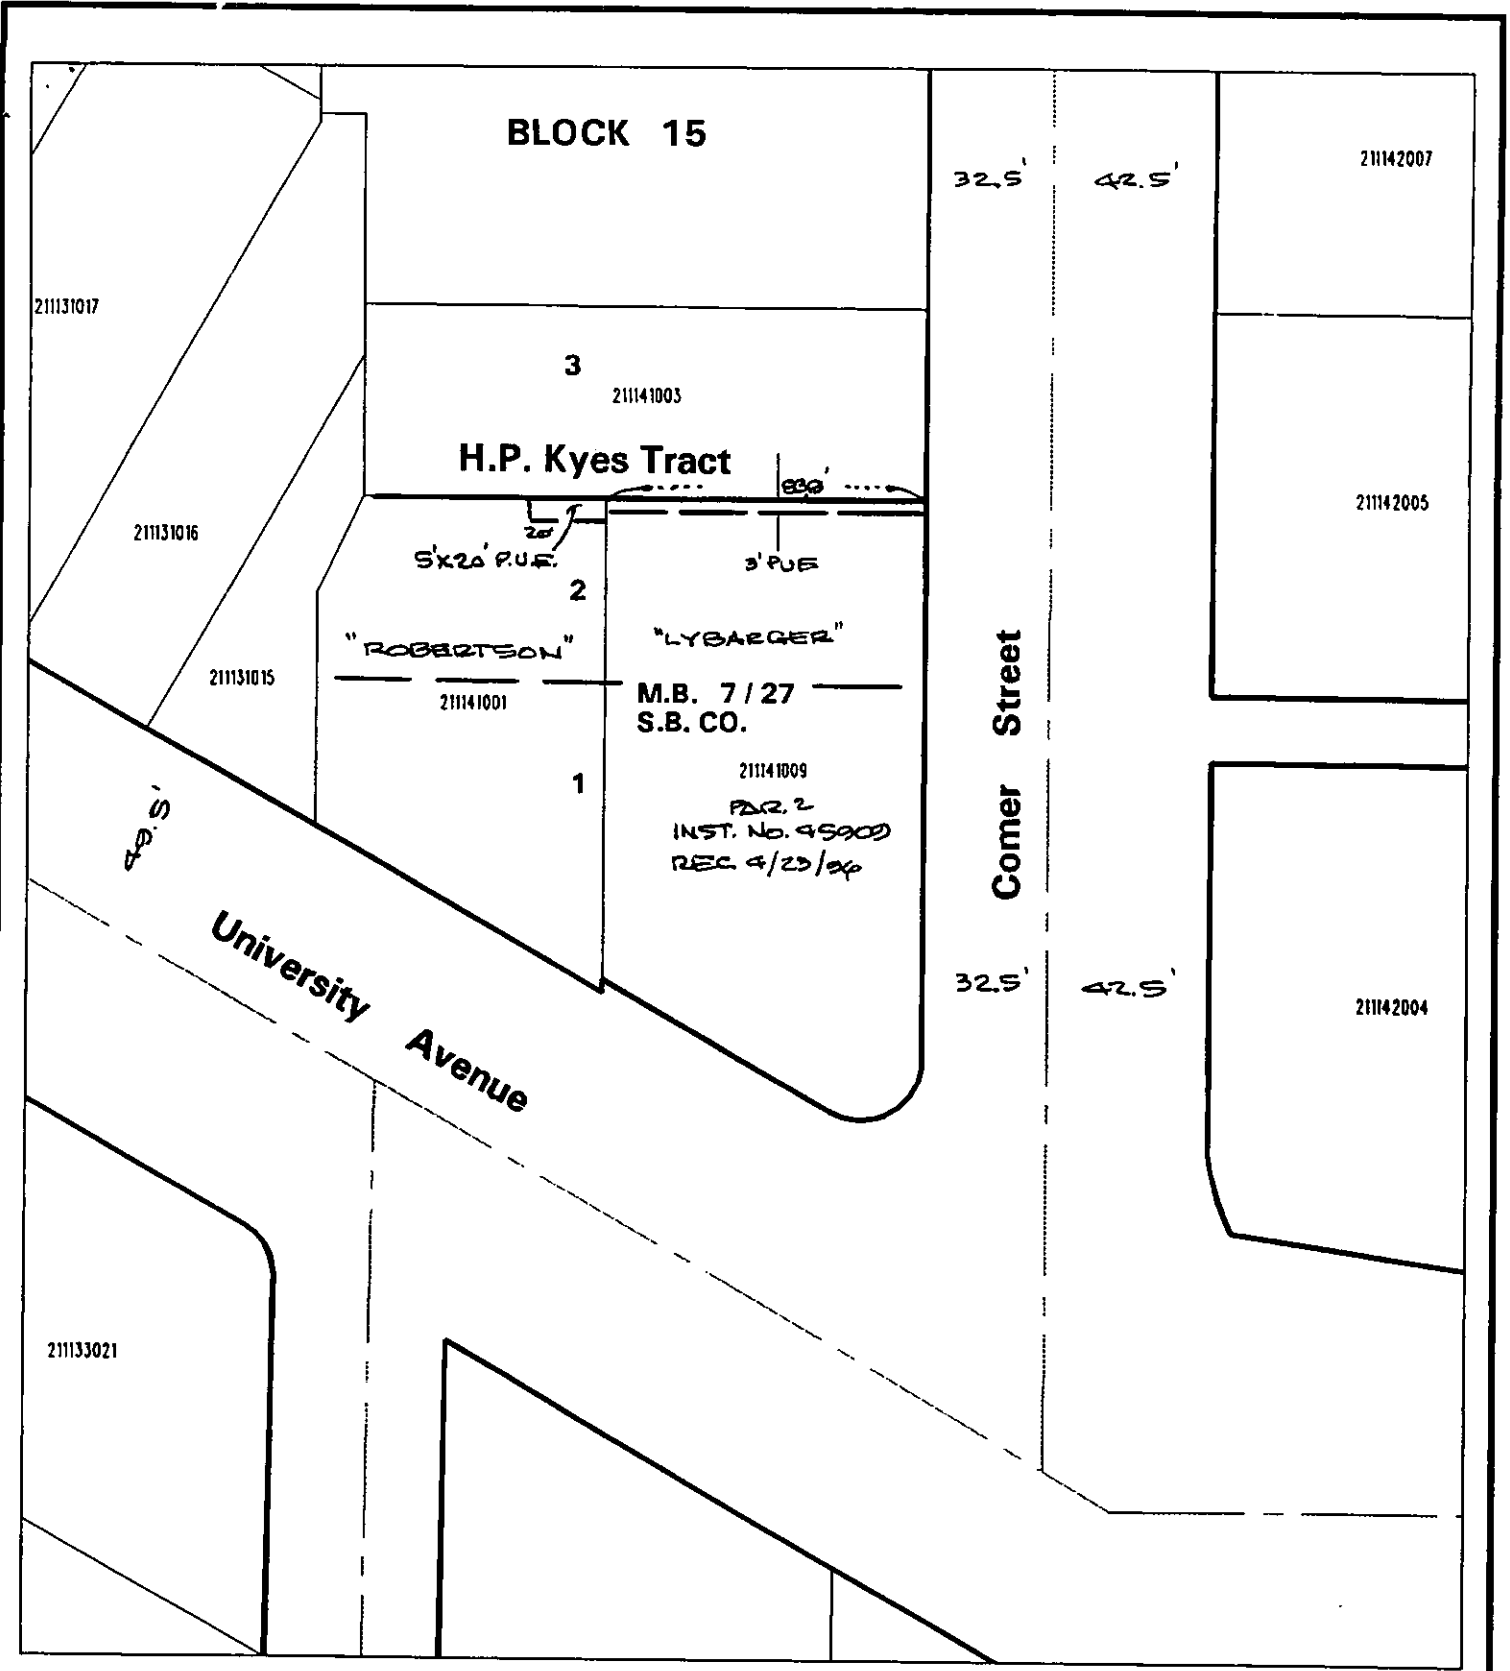 BLOCK 15
32.5' 42.5'
211142007
211131017
3
211141003
H.P. Kyes Tract
211142005
211131016
20'
5'x20' P.U.E.
3' PUE
2
"ROBERTSON"
"LYBARGER"
211131015
211141001
M.B. 7/27
S.B. CO.
Comer Street
1
211141009
PAR. 2
INST. No. 45909
REC 4/23/
49.5'
University Avenue
32.5' 42.5'
211142004
211133021